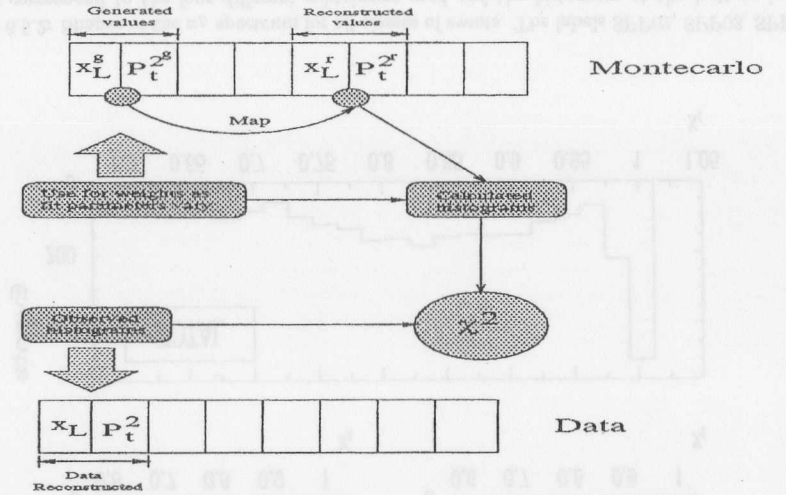 Generated
values
Reconstructed
values
x_L^g P_t^2g x_L^r P_t^2r
Montecarlo
Map
Use for weights as
fit parameters vary
Calculated
histograms
Observed
histograms
χ^2
x_L P_t^2
Data
Data
Reconstructed